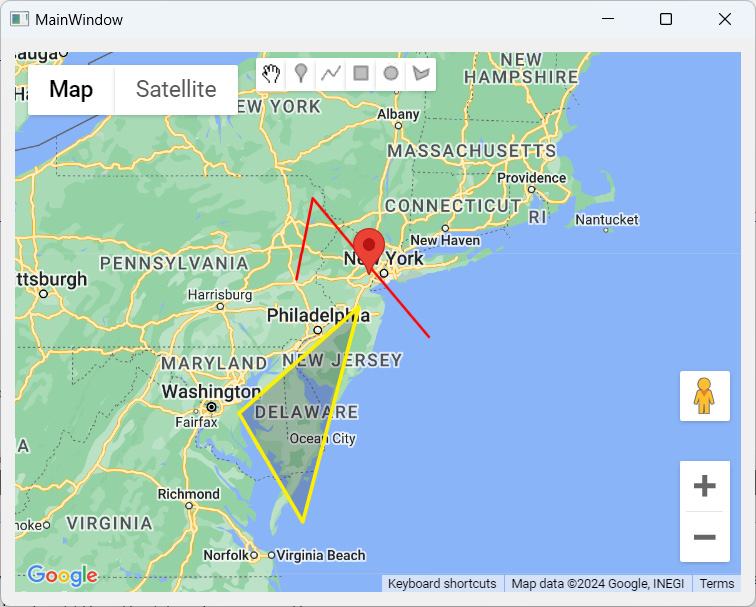 MainWindow
Map
Satellite
NEW
HAMPSHIRE
EW YORK
Albany
MASSACHUSETTS
Providence
CONNECTICUT
RI
Nantucket
New Haven
New York
PENNSYLVANIA
ttsburgh
Harrisburg
Philadelphia
MARYLAND
NEW JERSEY
Washington
DELAWARE
Fairfax
Ocean City
A
Richmond
noke
VIRGINIA
Norfolk
Virginia Beach
Google
Keyboard shortcuts
Map data ©2024 Google, INEGI
Terms